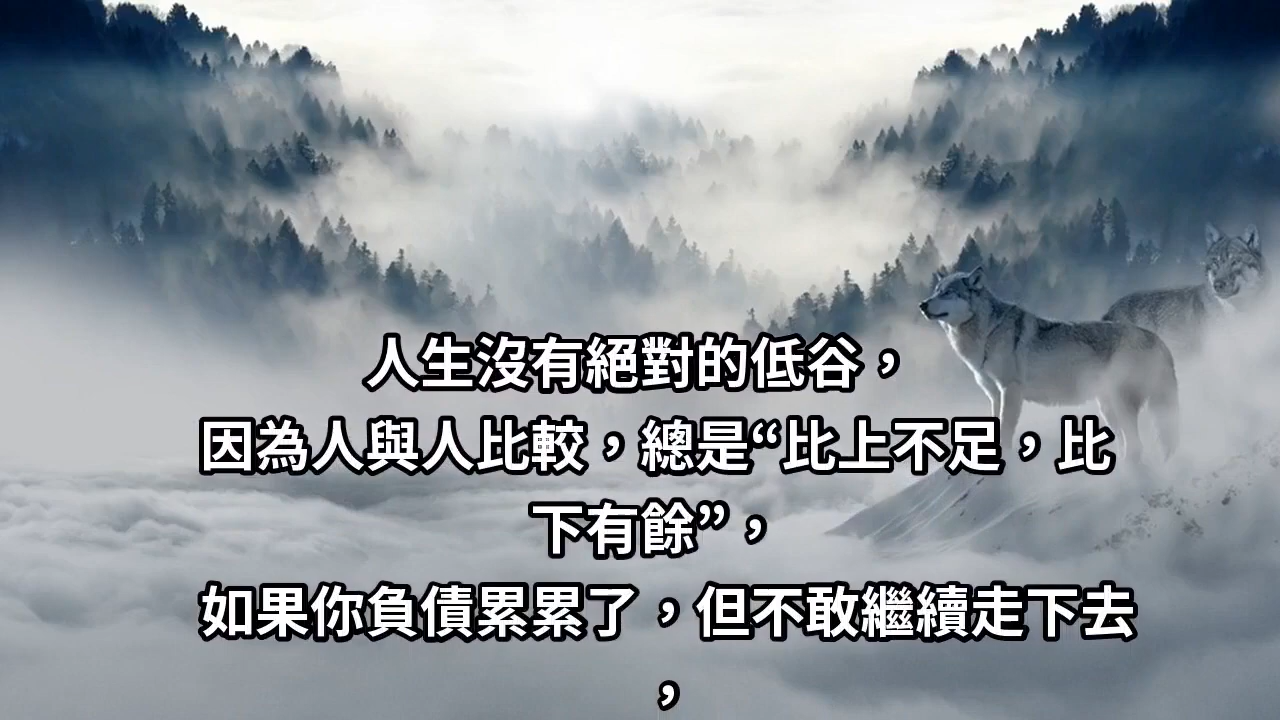 人生沒有絕對的低谷，
因為人與人比較，總是“比上不足，比
下有餘”，
如果你負債累累了，但不敢繼續走下去
，